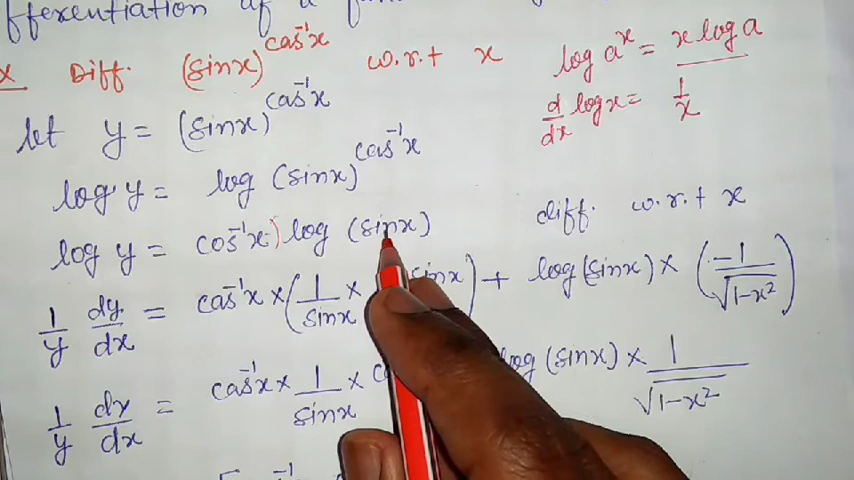 fferentiation of a fun
x Diff. (sinx)^cos⁻¹x w.r.t x
log a^x = x log a
d/dx logx = 1/x
let y = (sinx)^cos⁻¹x
log y = log (sinx)^cos⁻¹x
log y = cos⁻¹x.) log (sinx) diff. w.r.t x
1/y dy/dx = cos⁻¹x × (1/sinx × sinx) + log(sinx) × (-1/√1-x²)
1/y dy/dx = cos⁻¹x × 1/sinx × c log (sinx) × 1/√1-x²